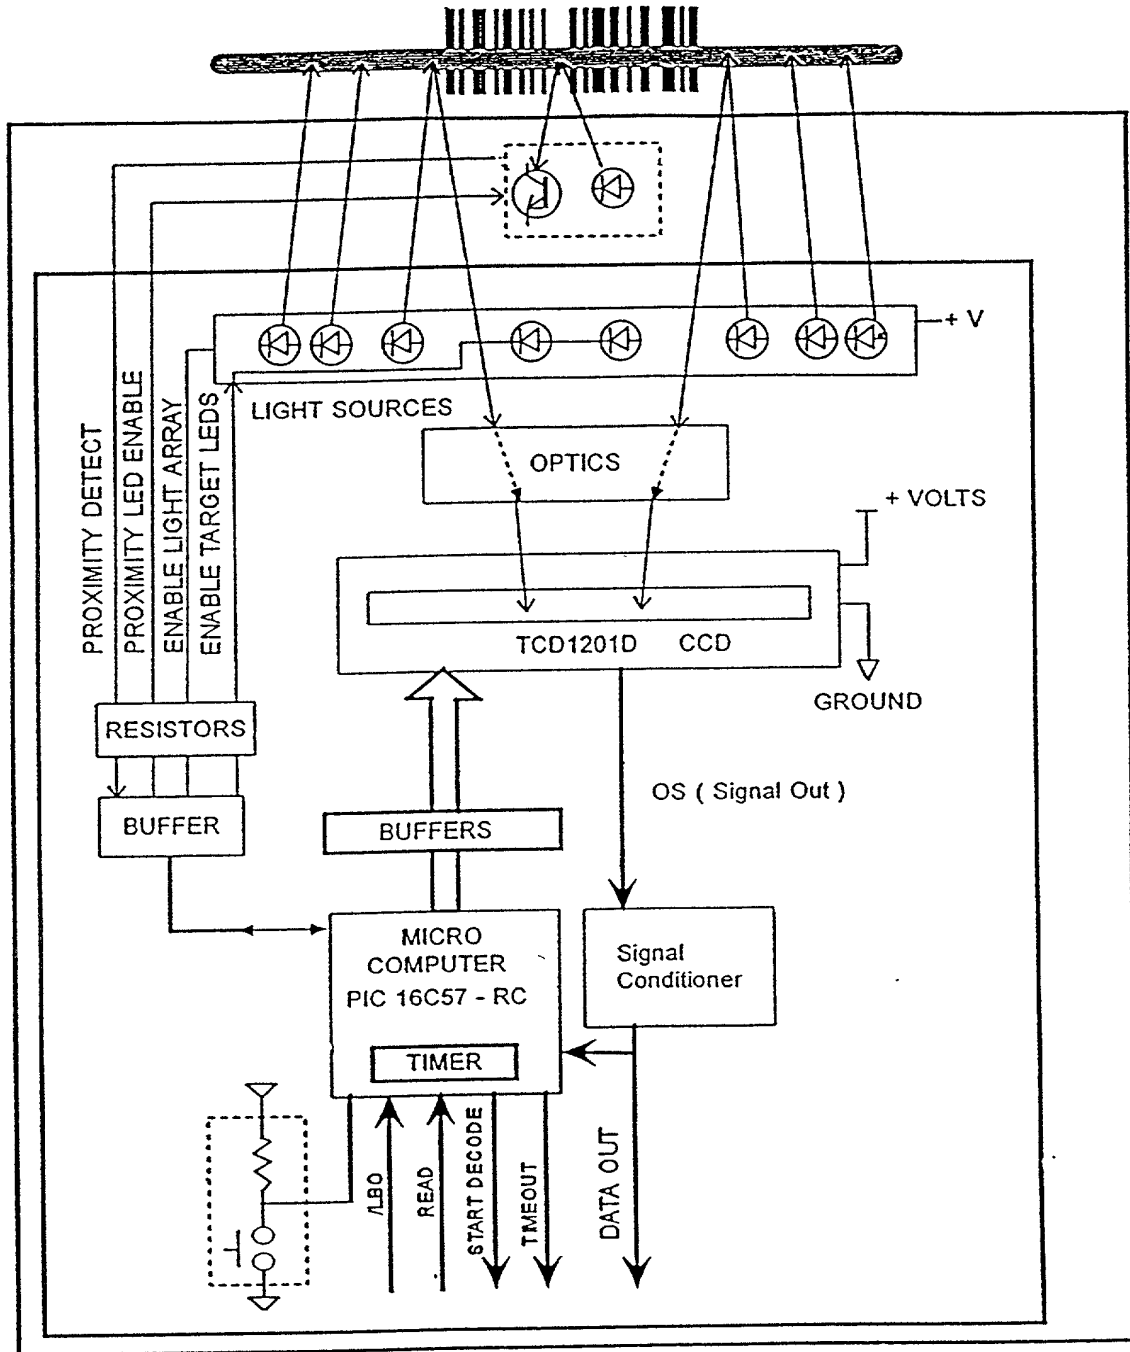 + V
LIGHT SOURCES
PROXIMITY DETECT
PROXIMITY LED ENABLE
ENABLE LIGHT ARRAY
ENABLE TARGET LEDS
OPTICS
+ VOLTS
TCD1201D CCD
GROUND
RESISTORS
OS ( Signal Out )
BUFFER
BUFFERS
MICRO
COMPUTER
PIC 16C57 - RC
Signal
Conditioner
TIMER
/LBO
READ
START DECODE
TIMEOUT
DATA OUT